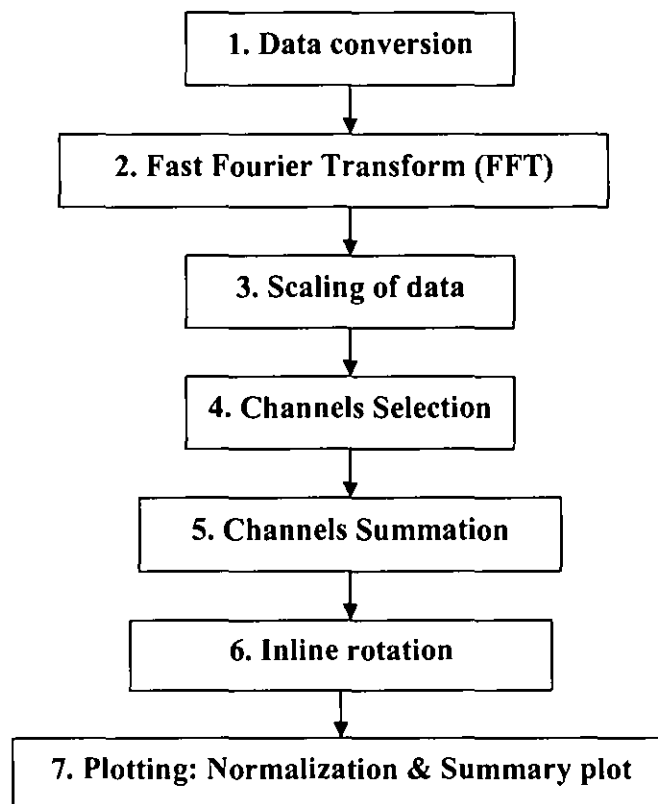 1. Data conversion
2. Fast Fourier Transform (FFT)
3. Scaling of data
4. Channels Selection
5. Channels Summation
6. Inline rotation
7. Plotting: Normalization & Summary plot